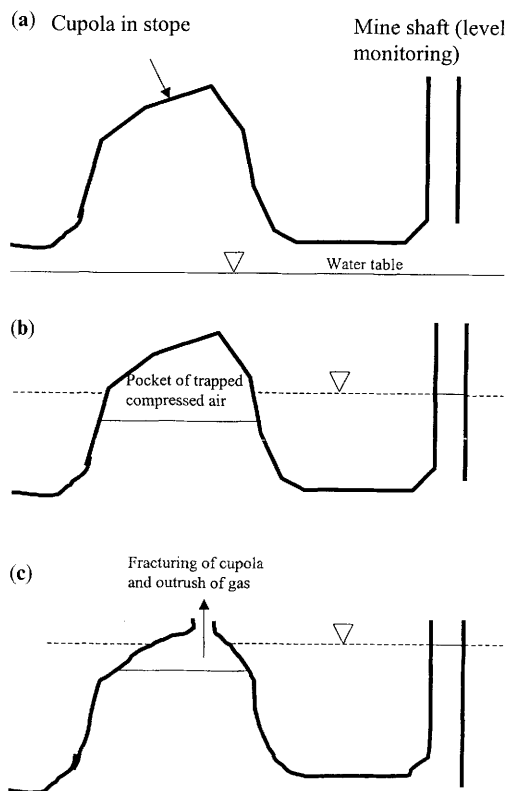 (a) Cupola in stope
Mine shaft (level
monitoring)
Water table
(b)
Pocket of trapped
compressed air
(c)
Fracturing of cupola
and outrush of gas